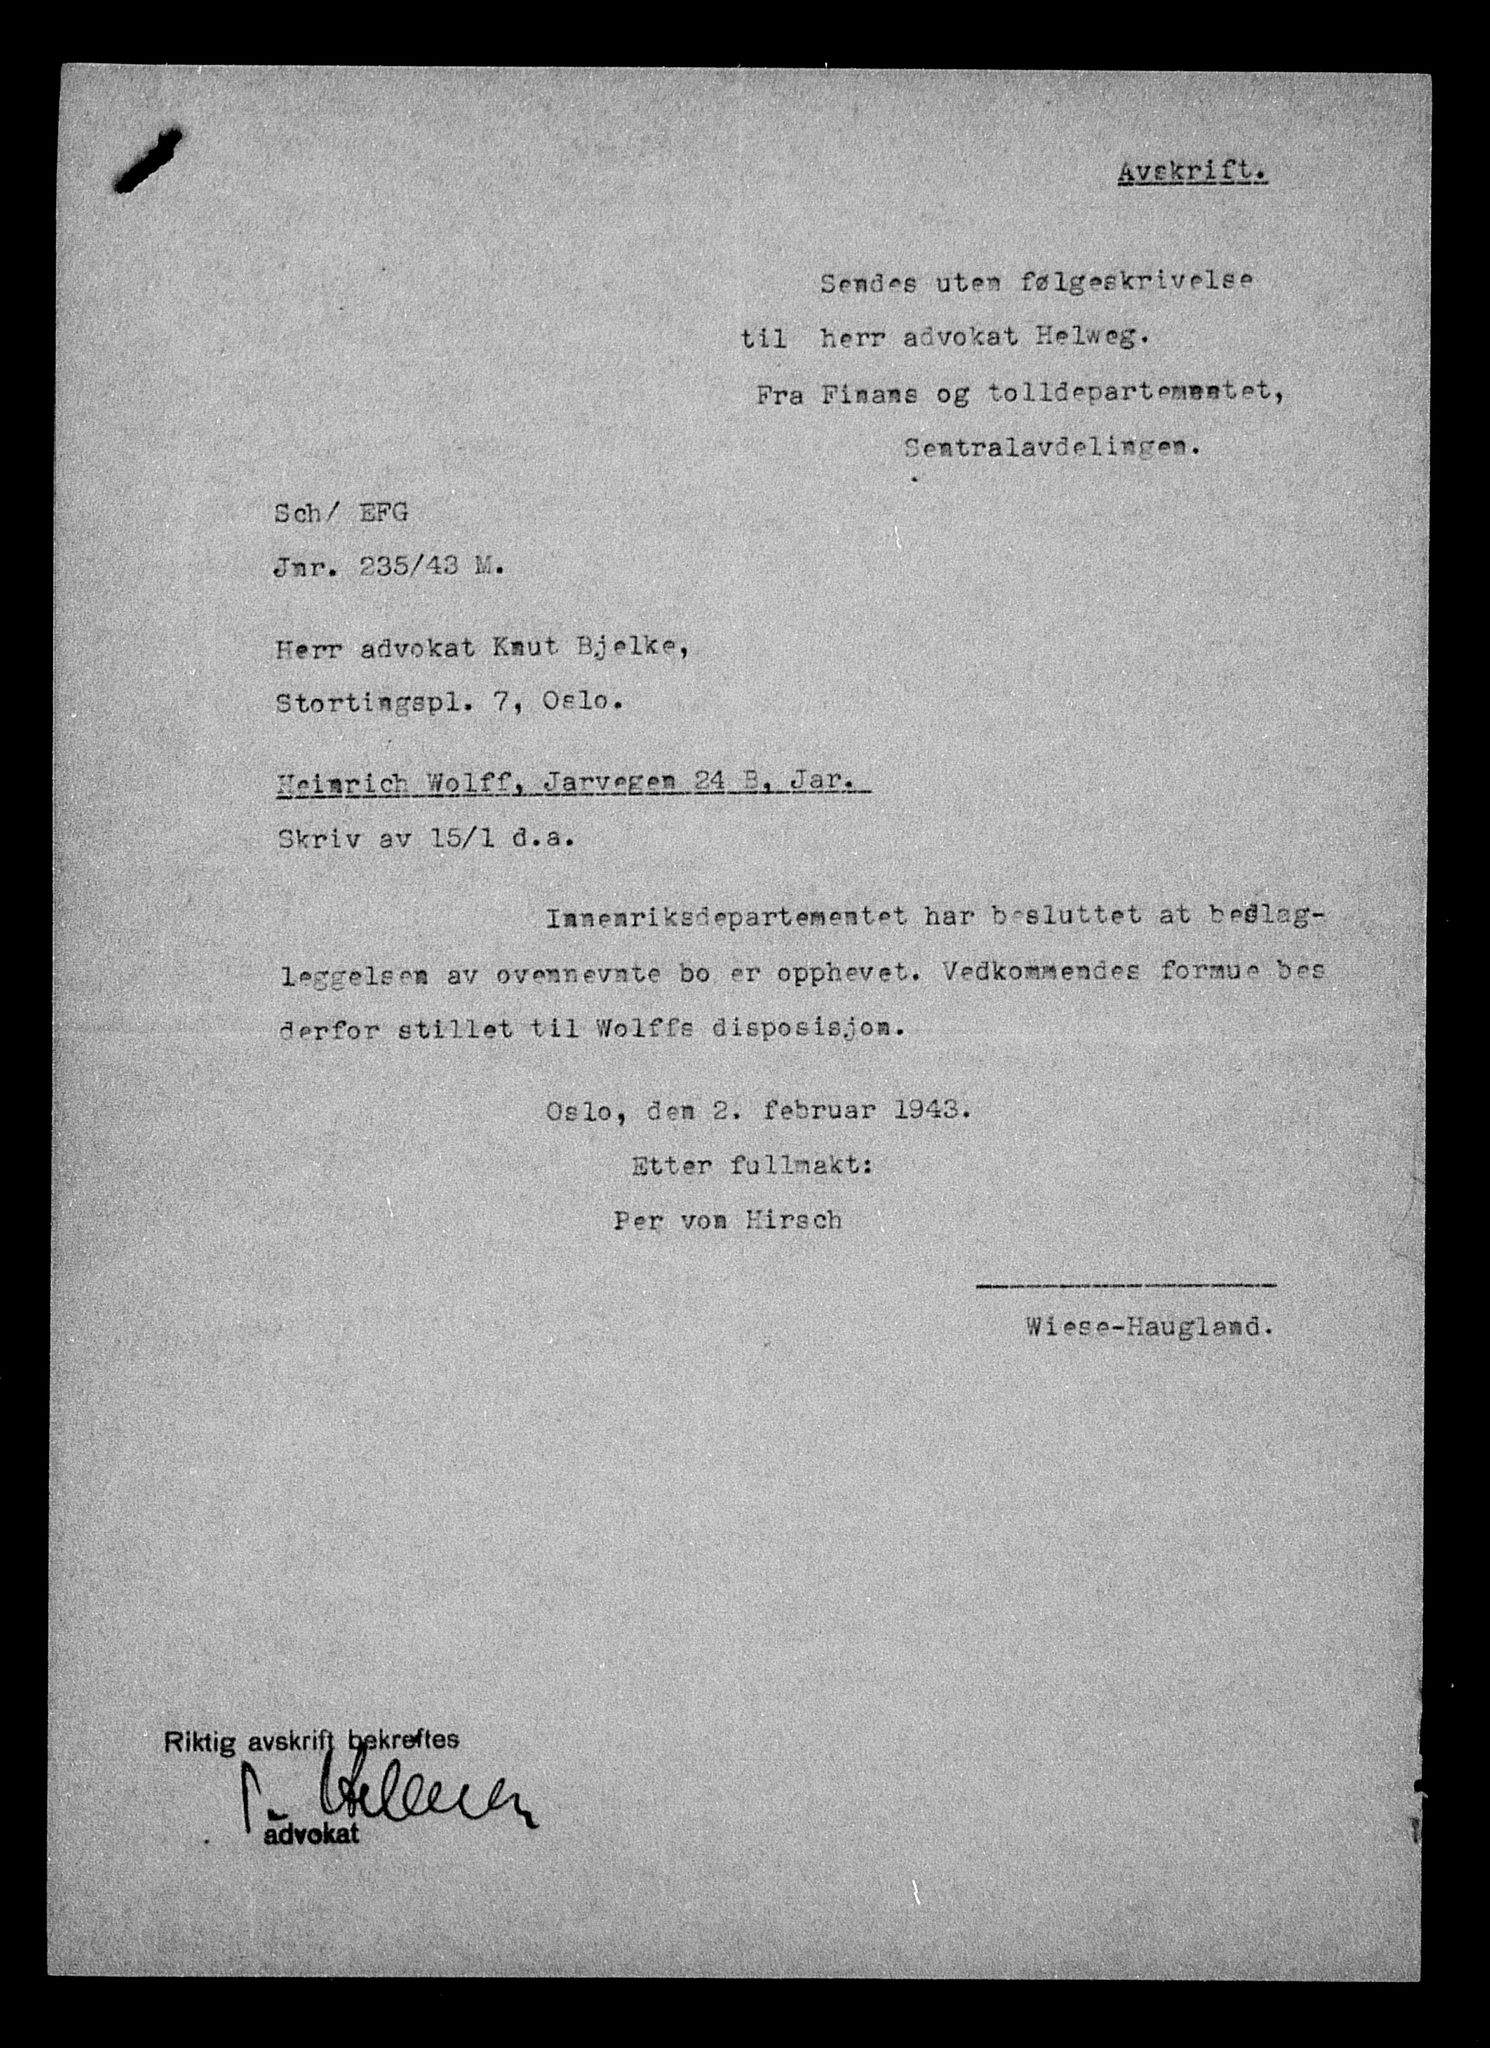 Avskrift.
Sendes uten følgeskrivelse
til herr advokat Helweg.
Fra Finans og tolldepartementet,
Sentralavdelingen.
Sch/ EFG
Jnr. 235/43 M.
Herr advokat Knut Bjelke,
Stortingspl. 7, Oslo.
Heinrich Wolff, Jarvegen 24 B, Jar.
Skriv av 15/1 d.a.
Innenriksdepartementet har besluttet at beslag-
leggelsen av ovennevnte bo er opphevet. Vedkommendes formue bes
derfor stillet til Wolffs disposisjon.
Oslo, den 2. februar 1943.
Etter fullmakt:
Per von Hirsch
Wiese-Haugland.
Riktig avskrift bekreftes
advokat